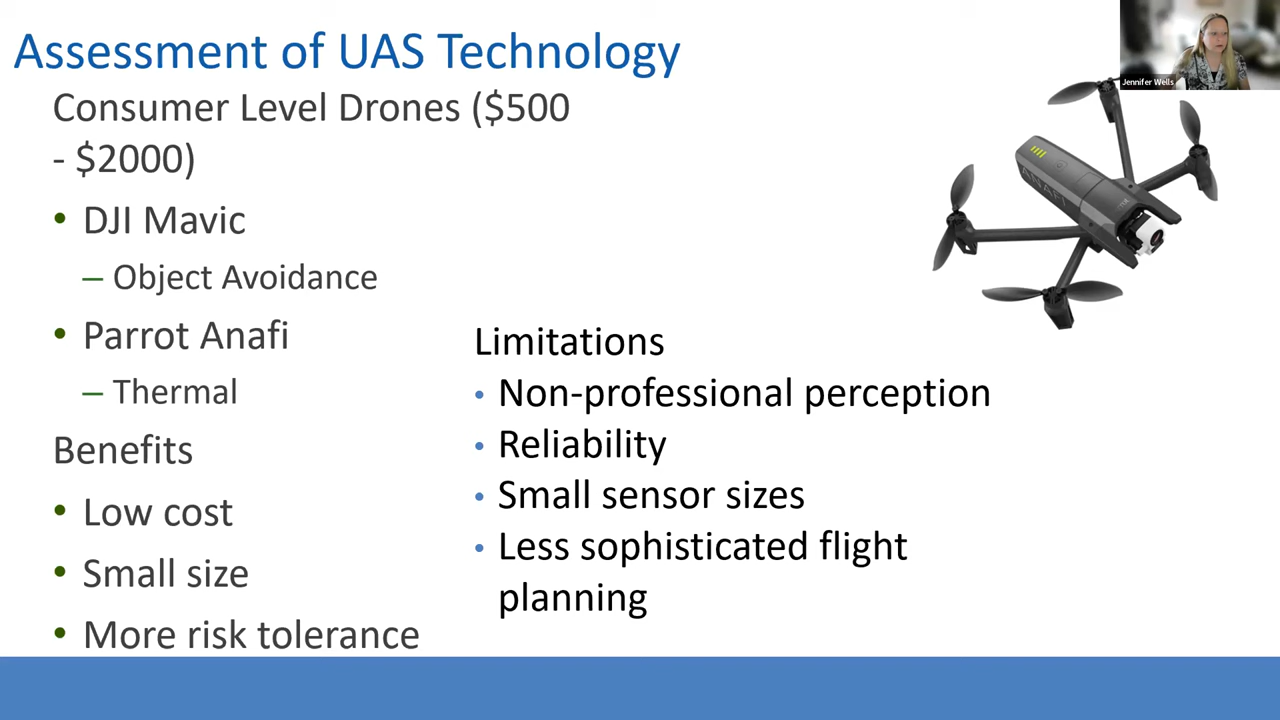 Assessment of UAS Technology
Jennifer Wells
Consumer Level Drones ($500
- $2000)
• DJI Mavic
– Object Avoidance
• Parrot Anafi
– Thermal
Benefits
• Low cost
• Small size
• More risk tolerance
Limitations
• Non-professional perception
• Reliability
• Small sensor sizes
• Less sophisticated flight
planning
ANAFI